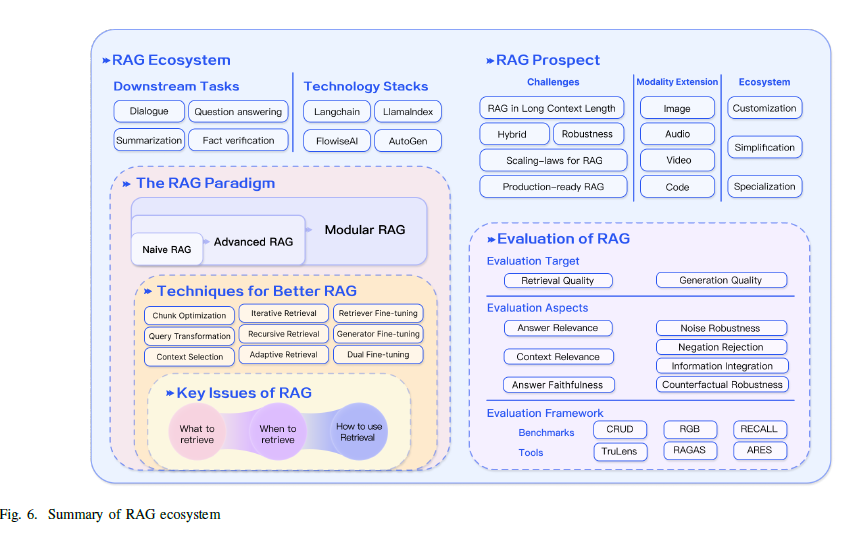 RAG Ecosystem
Downstream Tasks
Dialogue
Question answering
Summarization
Fact verification
Technology Stacks
Langchain
LlamaIndex
FlowiseAI
AutoGen
The RAG Paradigm
Naive RAG
Advanced RAG
Modular RAG
Techniques for Better RAG
Chunk Optimization
Iterative Retrieval
Retriever Fine-tuning
Query Transformation
Recursive Retrieval
Generator Fine-tuning
Context Selection
Adaptive Retrieval
Dual Fine-tuning
Key Issues of RAG
What to
retrieve
When to
retrieve
How to use
Retrieval
RAG Prospect
Challenges
RAG in Long Context Length
Hybrid
Robustness
Scaling-laws for RAG
Production-ready RAG
Modality Extension
Image
Audio
Video
Code
Ecosystem
Customization
Simplification
Specialization
Evaluation of RAG
Evaluation Target
Retrieval Quality
Generation Quality
Evaluation Aspects
Answer Relevance
Context Relevance
Answer Faithfulness
Noise Robustness
Negation Rejection
Information Integration
Counterfactual Robustness
Evaluation Framework
Benchmarks
CRUD
RGB
RECALL
Tools
TruLens
RAGAS
ARES
Fig. 6. Summary of RAG ecosystem